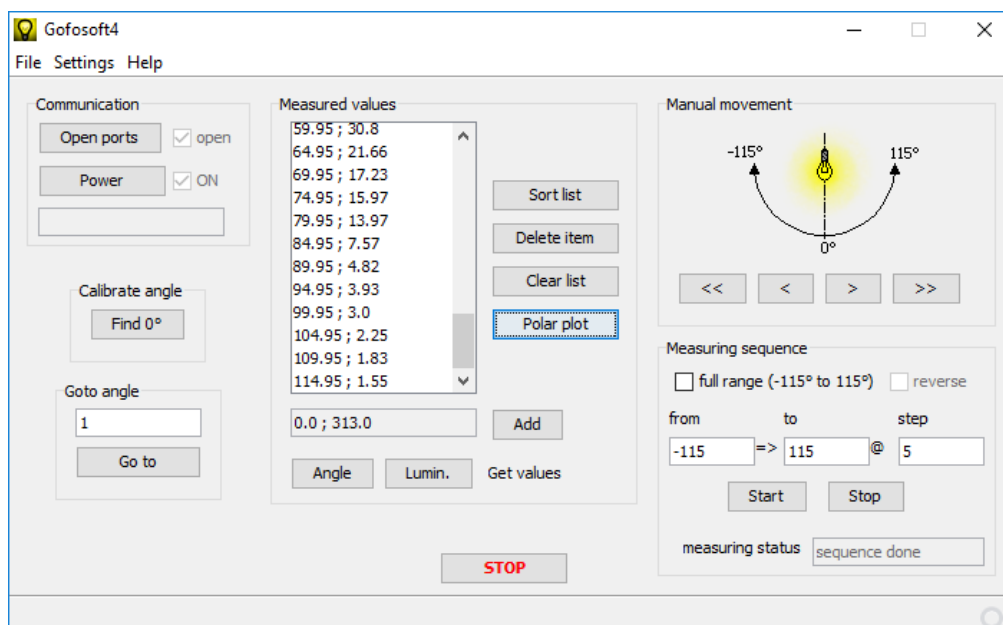 Gofosoft4
File Settings Help
Communication
Open ports open
Power ON
Calibrate angle
Find 0°
Goto angle
1
Go to
Measured values
59.95 ; 30.8
64.95 ; 21.66
69.95 ; 17.23
74.95 ; 15.97
79.95 ; 13.97
84.95 ; 7.57
89.95 ; 4.82
94.95 ; 3.93
99.95 ; 3.0
104.95 ; 2.25
109.95 ; 1.83
114.95 ; 1.55
Sort list
Delete item
Clear list
Polar plot
0.0 ; 313.0 Add
Angle Lumin. Get values
STOP
Manual movement
-115° 115°
0°
<< < > >>
Measuring sequence
full range (-115° to 115°) reverse
from to step
-115 => 115 @ 5
Start Stop
measuring status sequence done